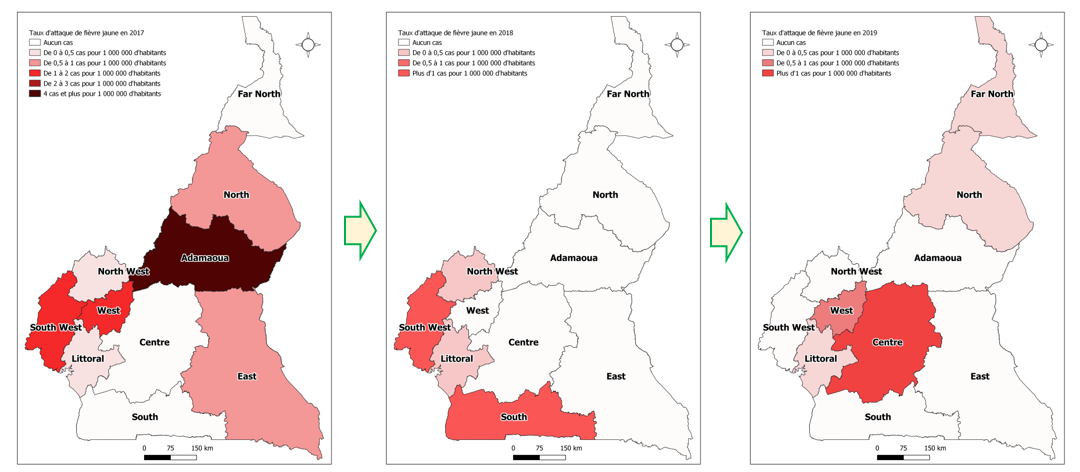 Taux d'attaque de fièvre jaune en 2017
Aucun cas
De 0 à 0,5 cas pour 1 000 000 d'habitants
De 0,5 à 1 cas pour 1 000 000 d'habitants
De 1 à 2 cas pour 1 000 000 d'habitants
De 2 à 3 cas pour 1 000 000 d'habitants
4 cas et plus pour 1 000 000 d'habitants
Far North
North
Adamaoua
North West
West
South West
Centre
Littoral
East
South
0 75 150 km
Taux d'attaque de fièvre jaune en 2018
Aucun cas
De 0 à 0,5 cas pour 1 000 000 d'habitants
De 0,5 à 1 cas pour 1 000 000 d'habitants
Plus d'1 cas pour 1 000 000 d'habitants
Far North
North
Adamaoua
North West
West
South West
Centre
Littoral
East
South
0 75 150 km
Taux d'attaque de fièvre jaune en 2019
Aucun cas
De 0 à 0,5 cas pour 1 000 000 d'habitants
De 0,5 à 1 cas pour 1 000 000 d'habitants
Plus d'1 cas pour 1 000 000 d'habitants
Far North
North
Adamaoua
North West
West
South West
Centre
Littoral
East
South
0 75 150 km